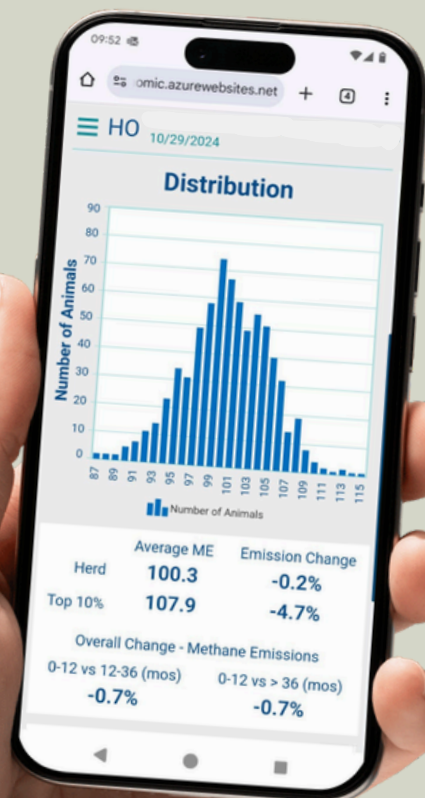 09:52
omic.azurewebsites.net
4
HO
10/29/2024
Distribution
Number of Animals
90
80
70
60
50
40
30
20
10
0
87 89 91 93 95 97 99 101 103 105 107 109 111 113 115
Number of Animals
Average ME Emission Change
Herd 100.3 -0.2%
Top 10% 107.9 -4.7%
Overall Change - Methane Emissions
0-12 vs 12-36 (mos) 0-12 vs > 36 (mos)
-0.7% -0.7%